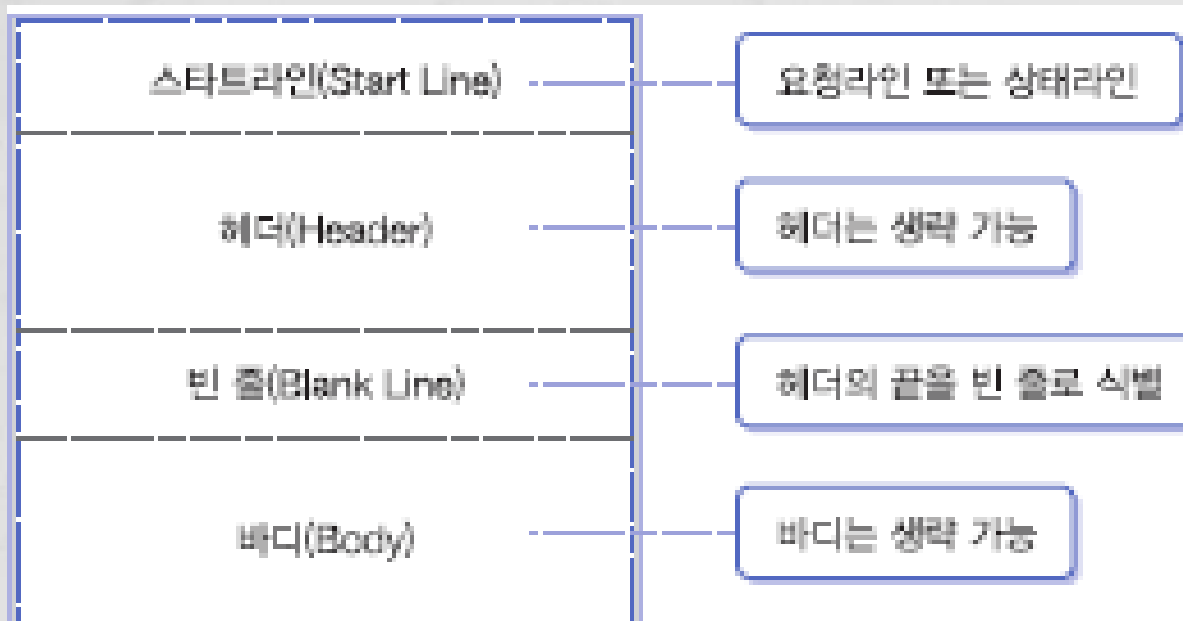 스타트라인(Start Line)
요청라인 또는 상태라인
헤더(Header)
헤더는 생략 가능
빈 줄(Blank Line)
헤더의 끝을 빈 줄로 식별
바디(Body)
바디는 생략 가능